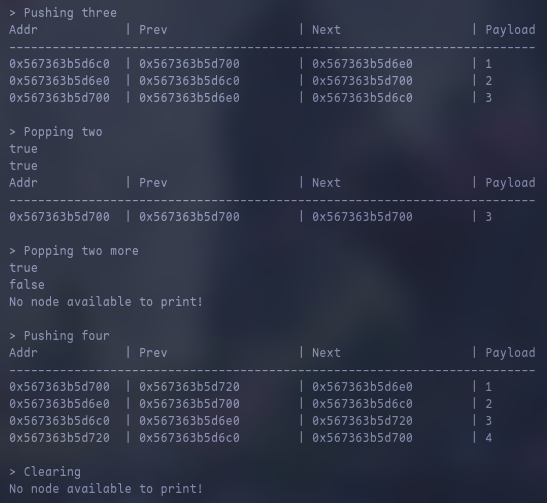 > Pushing three
Addr | Prev | Next | Payload
-------------------------------------------------------------------------
0x567363b5d6c0 | 0x567363b5d700 | 0x567363b5d6e0 | 1
0x567363b5d6e0 | 0x567363b5d6c0 | 0x567363b5d700 | 2
0x567363b5d700 | 0x567363b5d6e0 | 0x567363b5d6c0 | 3
> Popping two
true
true
Addr | Prev | Next | Payload
-------------------------------------------------------------------------
0x567363b5d700 | 0x567363b5d700 | 0x567363b5d700 | 3
> Popping two more
true
false
No node available to print!
> Pushing four
Addr | Prev | Next | Payload
-------------------------------------------------------------------------
0x567363b5d700 | 0x567363b5d720 | 0x567363b5d6e0 | 1
0x567363b5d6e0 | 0x567363b5d700 | 0x567363b5d6c0 | 2
0x567363b5d6c0 | 0x567363b5d6e0 | 0x567363b5d720 | 3
0x567363b5d720 | 0x567363b5d6c0 | 0x567363b5d700 | 4
> Clearing
No node available to print!